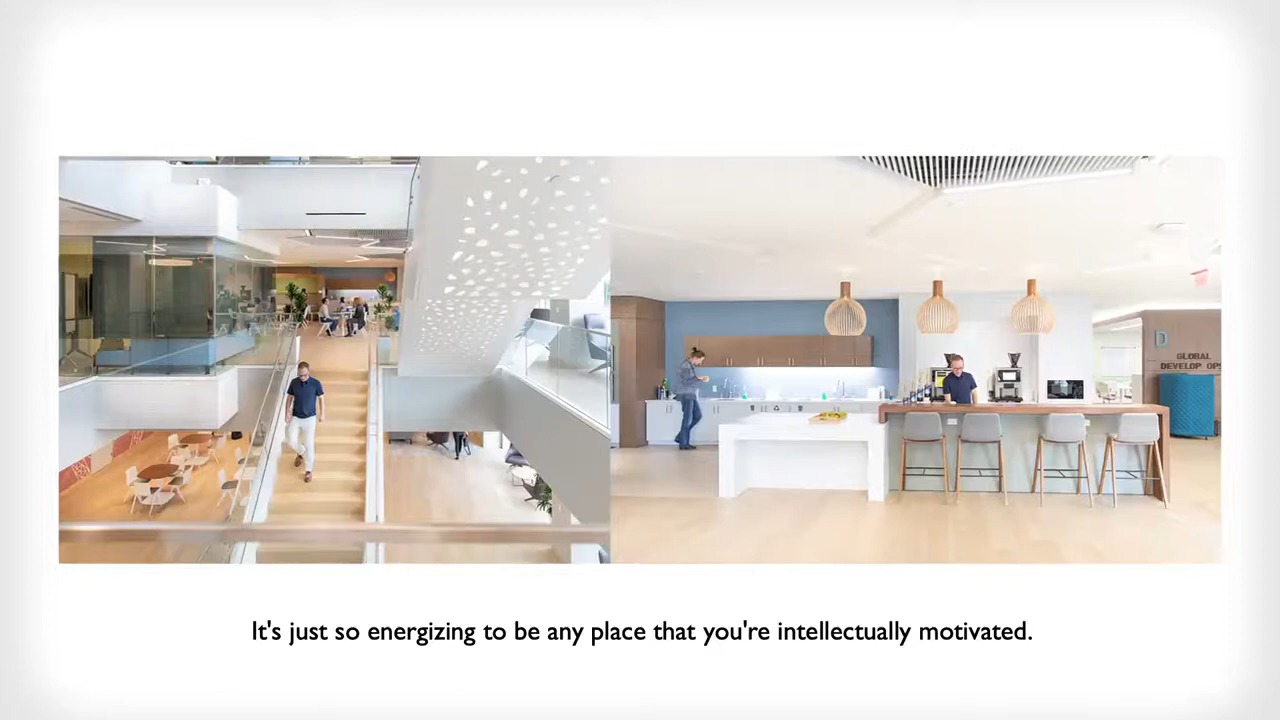 D
GLOBAL
DEVELOP OPS
It's just so energizing to be any place that you're intellectually motivated.